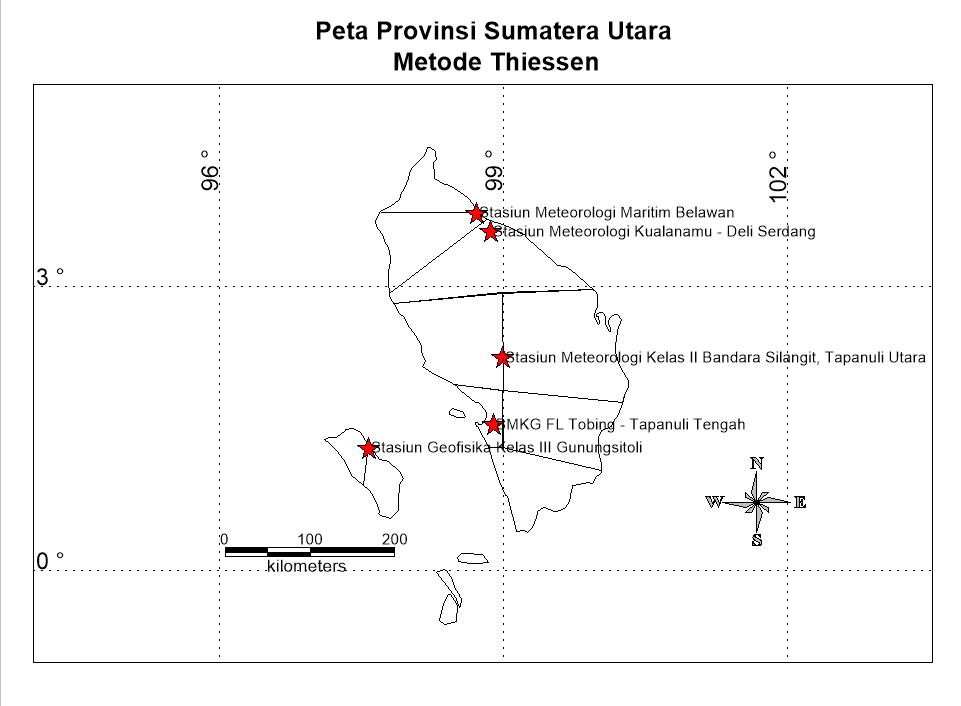 Peta Provinsi Sumatera Utara
Metode Thiessen
96 °
99 °
102 °
Stasiun Meteorologi Maritim Belawan
Stasiun Meteorologi Kualanamu - Deli Serdang
3 °
Stasiun Meteorologi Kelas II Bandara Silangit, Tapanuli Utara
BMKG FL Tobing - Tapanuli Tengah
Stasiun Geofisika Kelas III Gunungsitoli
N
W E
S
0 100 200
kilometers
0 °